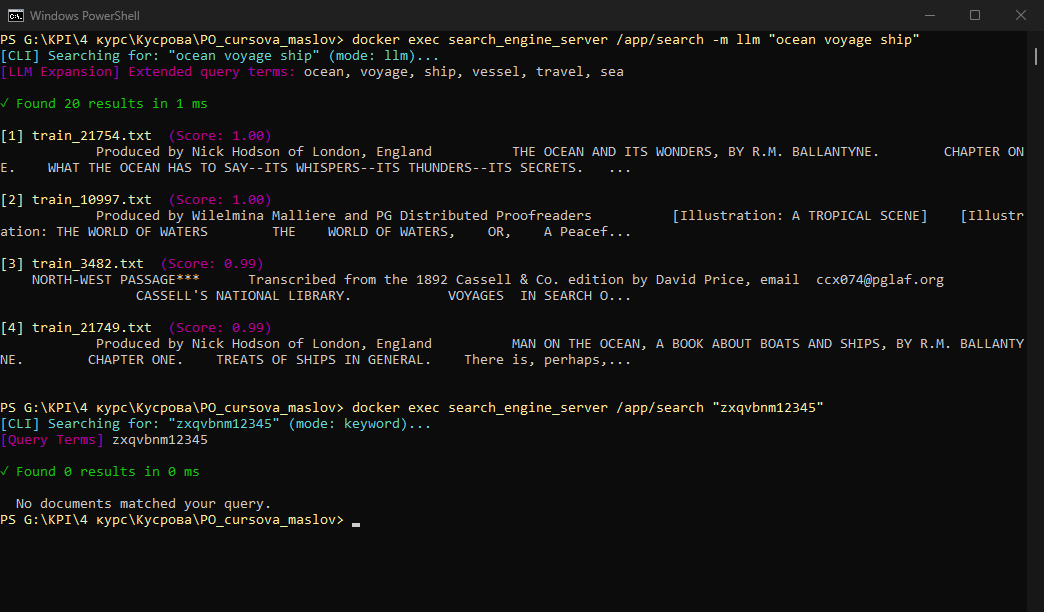 Windows PowerShell
PS G:\KPI\4 курс\Кусрова\PO_cursova_maslov> docker exec search_engine_server /app/search -m llm "ocean voyage ship"
[CLI] Searching for: "ocean voyage ship" (mode: llm)...
[LLM Expansion] Extended query terms: ocean, voyage, ship, vessel, travel, sea
✓ Found 20 results in 1 ms
[1] train_21754.txt  (Score: 1.00)
Produced by Nick Hodson of London, England          THE OCEAN AND ITS WONDERS, BY R.M. BALLANTYNE.        CHAPTER ON
E.    WHAT THE OCEAN HAS TO SAY--ITS WHISPERS--ITS THUNDERS--ITS SECRETS.   ...
[2] train_10997.txt  (Score: 1.00)
Produced by Wilelmina Malliere and PG Distributed Proofreaders          [Illustration: A TROPICAL SCENE]    [Illustr
ation: THE WORLD OF WATERS       THE    WORLD OF WATERS,    OR,    A Peacef...
[3] train_3482.txt  (Score: 0.99)
NORTH-WEST PASSAGE***      Transcribed from the 1892 Cassell & Co. edition by David Price, email  ccx074@pglaf.org
CASSELL'S NATIONAL LIBRARY.            VOYAGES  IN SEARCH O...
[4] train_21749.txt  (Score: 0.99)
Produced by Nick Hodson of London, England          MAN ON THE OCEAN, A BOOK ABOUT BOATS AND SHIPS, BY R.M. BALLANTY
NE.        CHAPTER ONE.    TREATS OF SHIPS IN GENERAL.    There is, perhaps,...
PS G:\KPI\4 курс\Кусрова\PO_cursova_maslov> docker exec search_engine_server /app/search "zxqvbnm12345"
[CLI] Searching for: "zxqvbnm12345" (mode: keyword)...
[Query Terms] zxqvbnm12345
✓ Found 0 results in 0 ms
No documents matched your query.
PS G:\KPI\4 курс\Кусрова\PO_cursova_maslov>